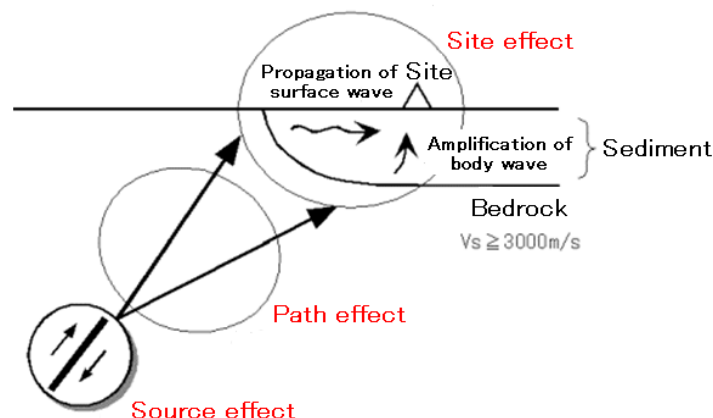 Site effect
Propagation of
surface wave
Site
Amplification of
body wave
Sediment
Bedrock
Vs≧3000m/s
Path effect
Source effect